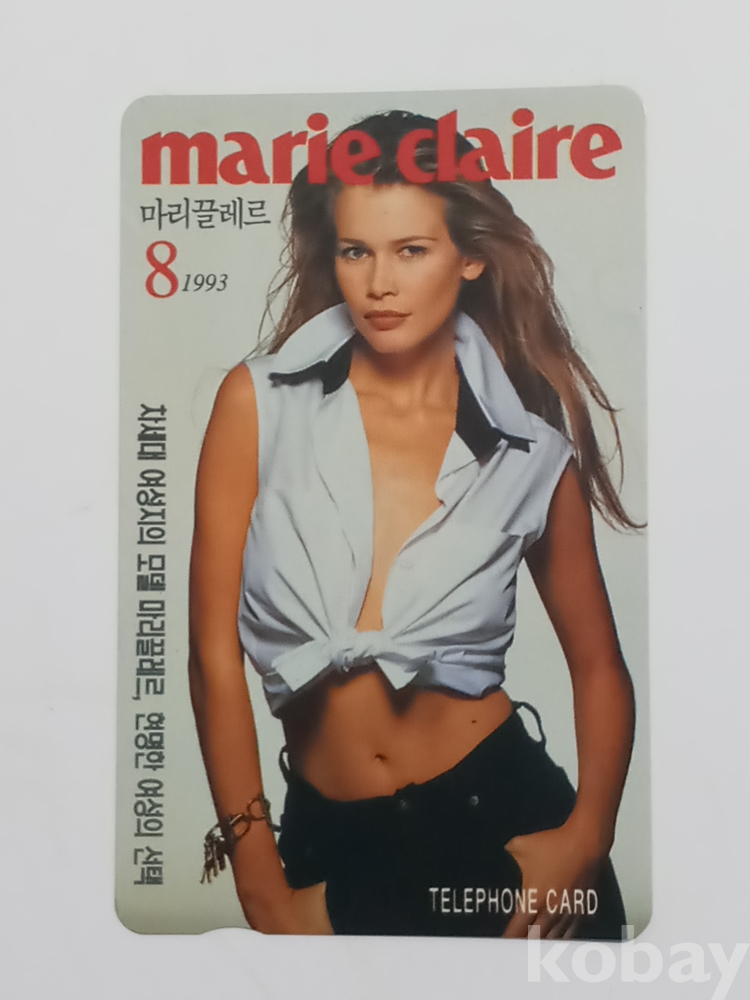 marie claire
마리끌레르
8 1993
차세대 여성지의 모델 마리끌레르, 현명한 여성의 선택
TELEPHONE CARD
kobay